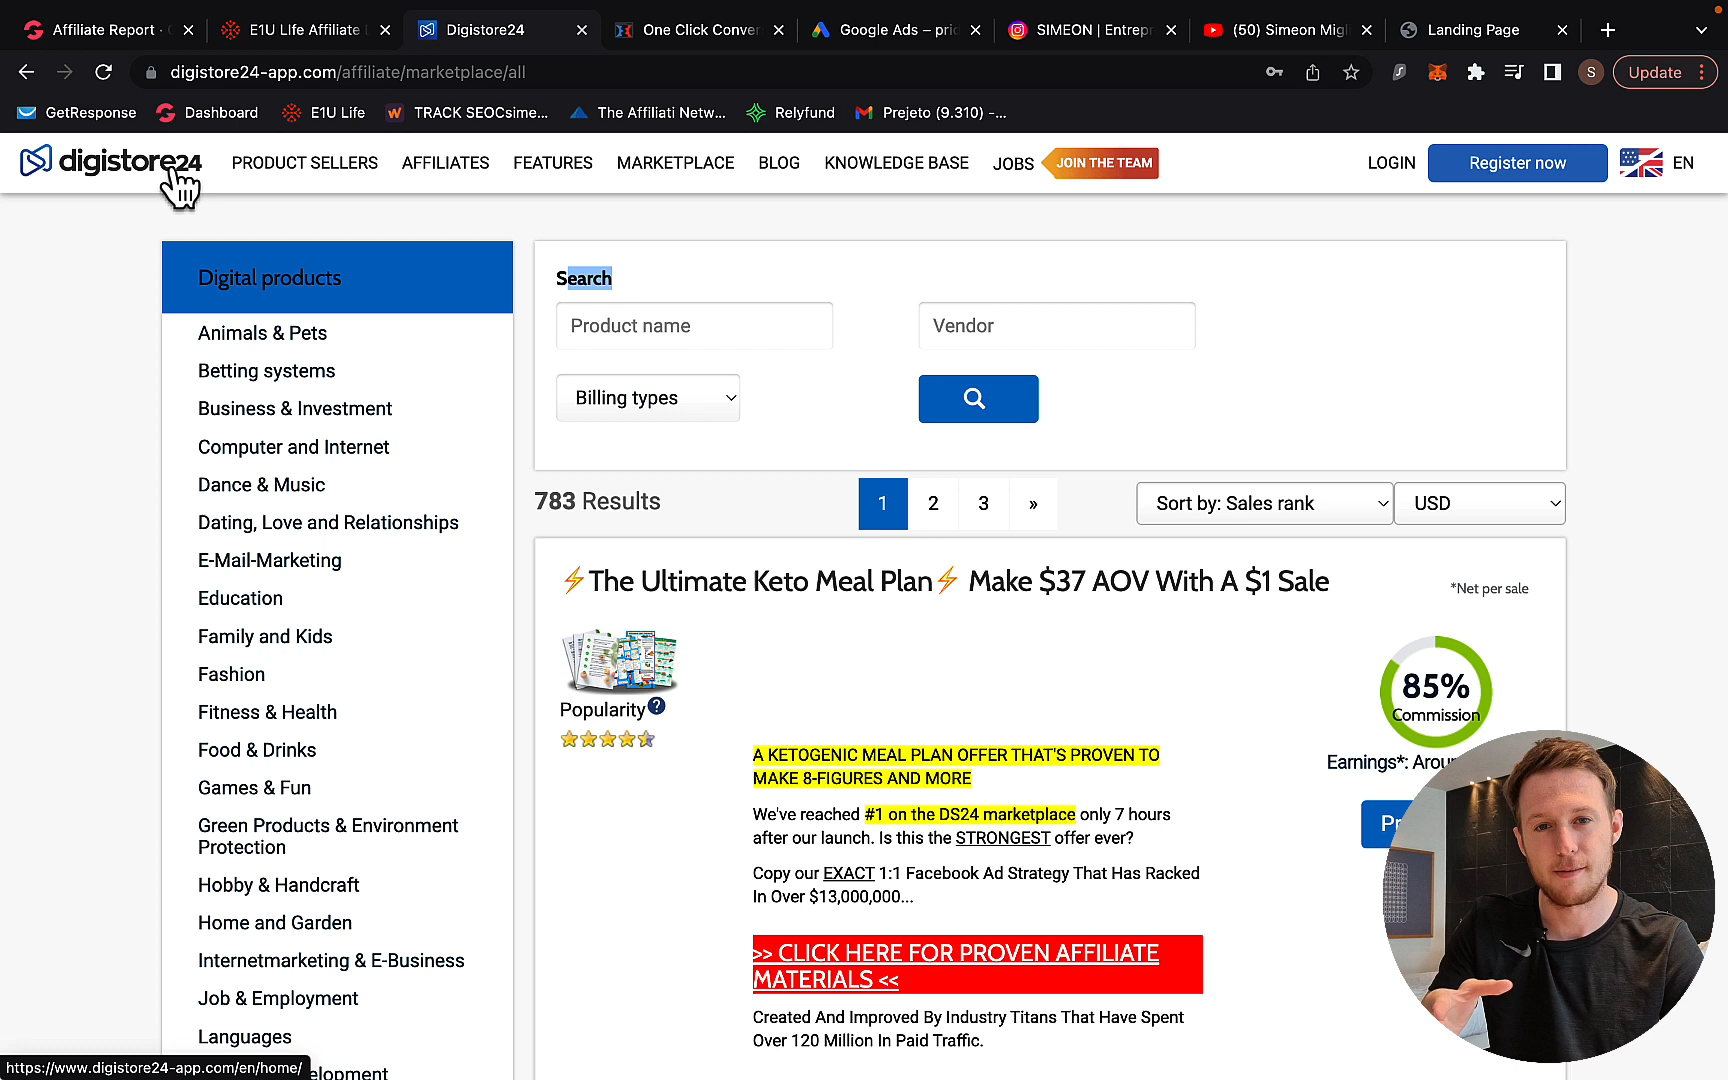 Affiliate Report ·
E1U LIfe Affiliate
Digistore24
One Click Conver
Google Ads – pric
SIMEON | Entrep
(50) Simeon Migl
Landing Page
digistore24-app.com/affiliate/marketplace/all
S
Update
GetResponse
Dashboard
E1U Life
TRACK SEOCsime...
The Affiliati Netw...
Relyfund
Prejeto (9.310) -...
digistore24
PRODUCT SELLERS
AFFILIATES
FEATURES
MARKETPLACE
BLOG
KNOWLEDGE BASE
JOBS
JOIN THE TEAM
LOGIN
Register now
EN
Digital products
Animals & Pets
Betting systems
Business & Investment
Computer and Internet
Dance & Music
Dating, Love and Relationships
E-Mail-Marketing
Education
Family and Kids
Fashion
Fitness & Health
Food & Drinks
Games & Fun
Green Products & Environment
Protection
Hobby & Handcraft
Home and Garden
Internetmarketing & E-Business
Job & Employment
Languages
elopment
https://www.digistore24-app.com/en/home/
Search
Product name
Vendor
Billing types
783 Results
1 2 3 »
Sort by: Sales rank
USD
⚡The Ultimate Keto Meal Plan⚡ Make $37 AOV With A $1 Sale
*Net per sale
Popularity ?
85%
Commission
Earnings*: Arou
A KETOGENIC MEAL PLAN OFFER THAT'S PROVEN TO
MAKE 8-FIGURES AND MORE
We've reached #1 on the DS24 marketplace only 7 hours
after our launch. Is this the STRONGEST offer ever?
Copy our EXACT 1:1 Facebook Ad Strategy That Has Racked
In Over $13,000,000...
>> CLICK HERE FOR PROVEN AFFILIATE
MATERIALS <<
Created And Improved By Industry Titans That Have Spent
Over 120 Million In Paid Traffic.